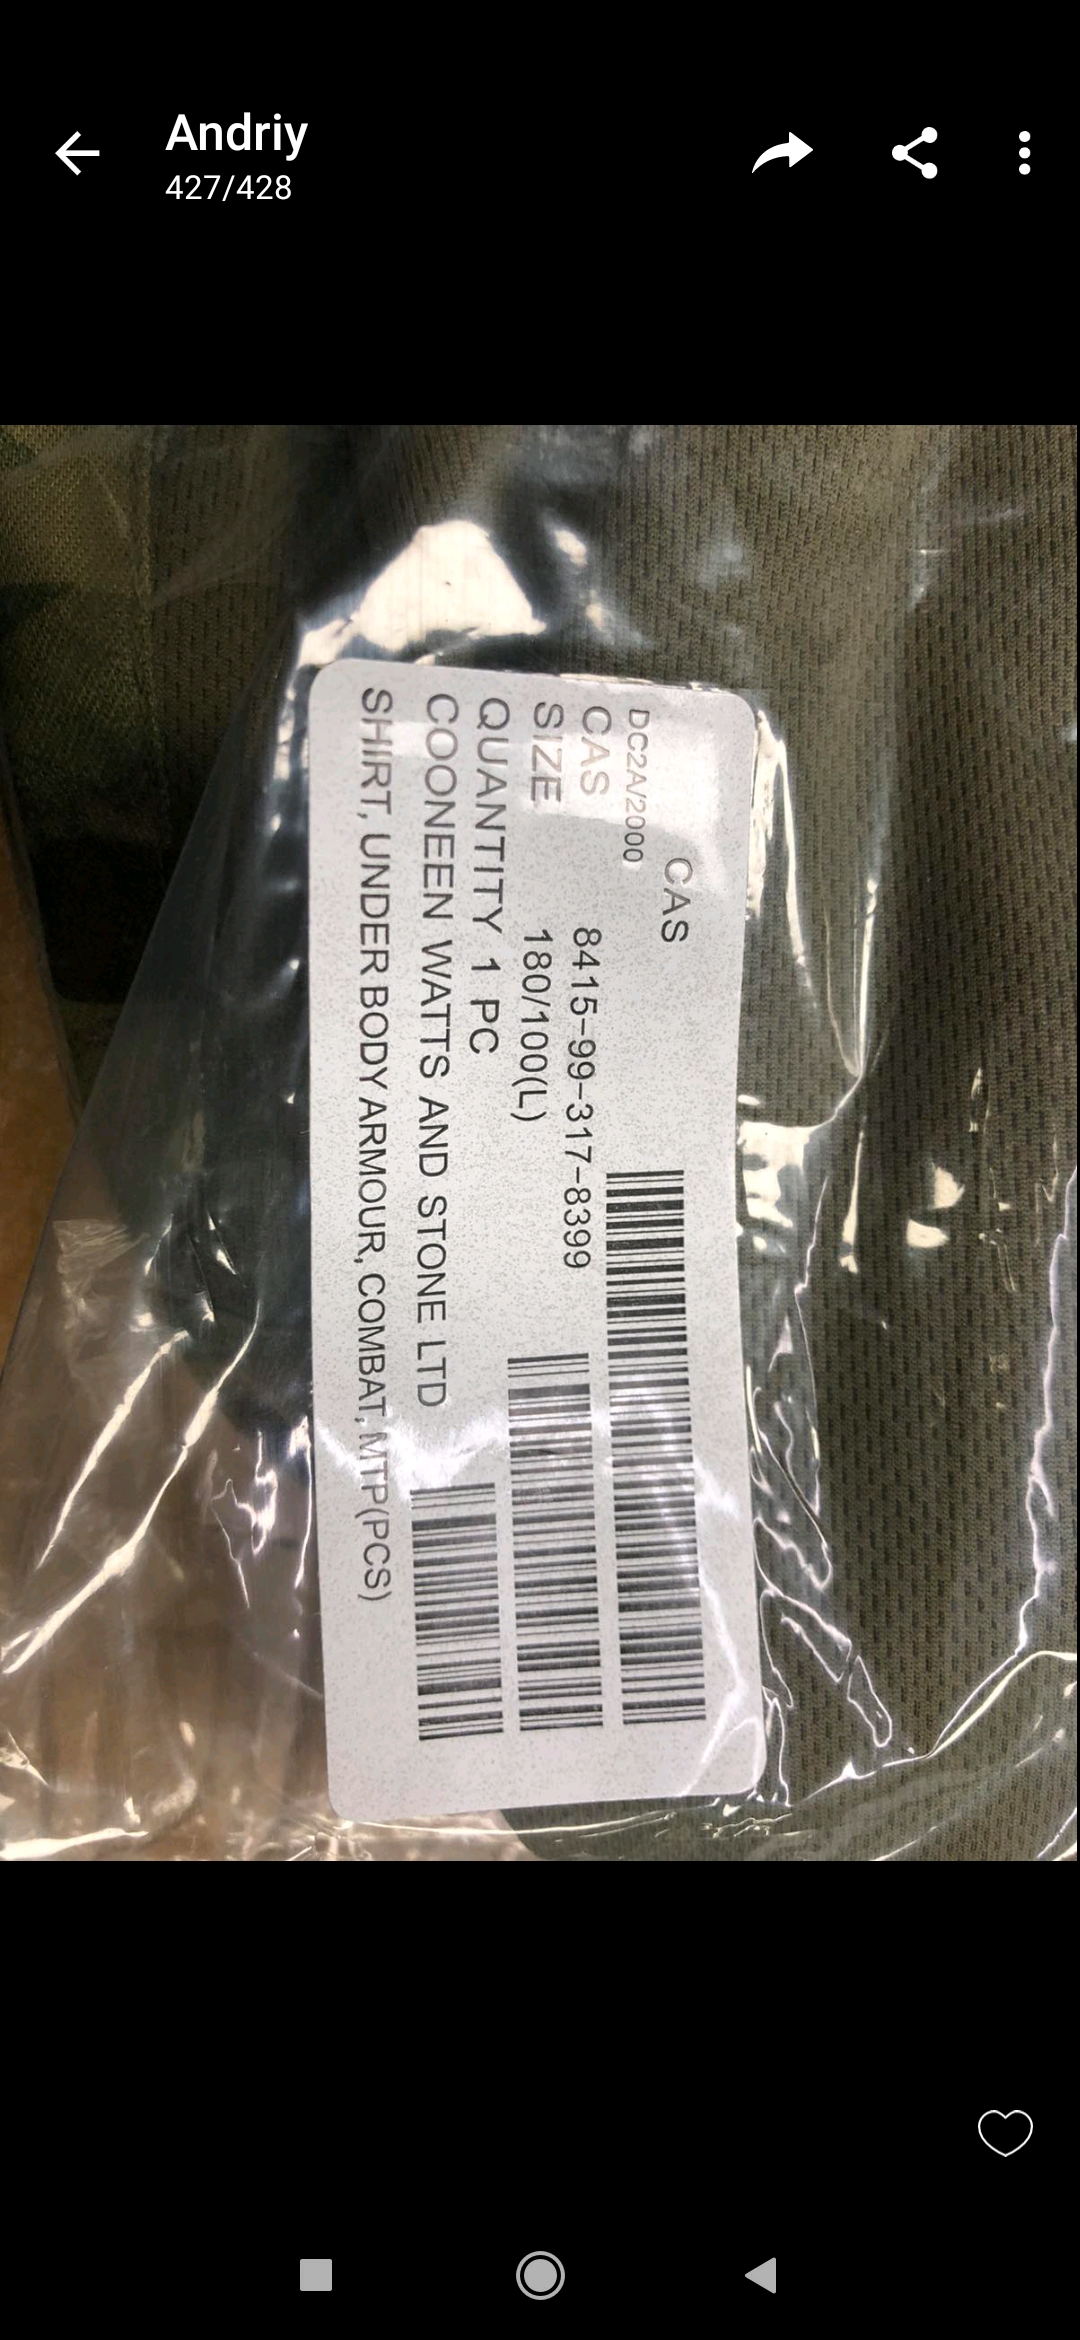 Andriy
427/428
CAS
DC2A/2000
CAS 8415-99-317-8399
SIZE 180/100(L)
QUANTITY 1 PC
COONEEN WATTS AND STONE LTD
SHIRT, UNDER BODY ARMOUR, COMBAT, MTP(PCS)